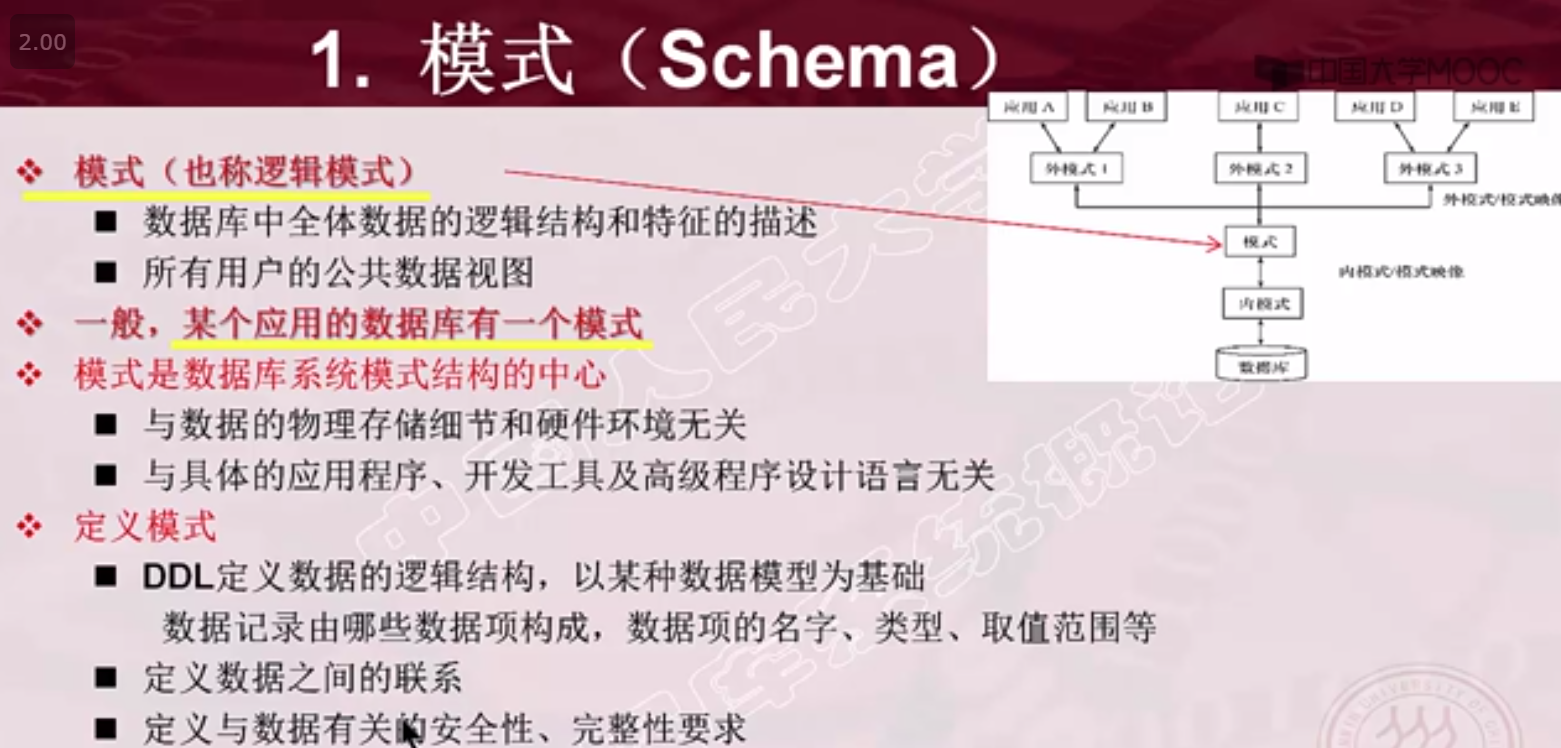 2.00
1. 模式（Schema）
中国大学MOOC
应用A 应用B 应用C 应用D 应用E
外模式1 外模式2 外模式3
外模式/模式映像
模式
内模式/模式映像
内模式
数据库
模式（也称逻辑模式）
数据库中全体数据的逻辑结构和特征的描述
所有用户的公共数据视图
一般，某个应用的数据库有一个模式
模式是数据库系统模式结构的中心
与数据的物理存储细节和硬件环境无关
与具体的应用程序、开发工具及高级程序设计语言无关
定义模式
DDL定义数据的逻辑结构，以某种数据模型为基础
数据记录由哪些数据项构成，数据项的名字、类型、取值范围等
定义数据之间的联系
定义与数据有关的安全性、完整性要求